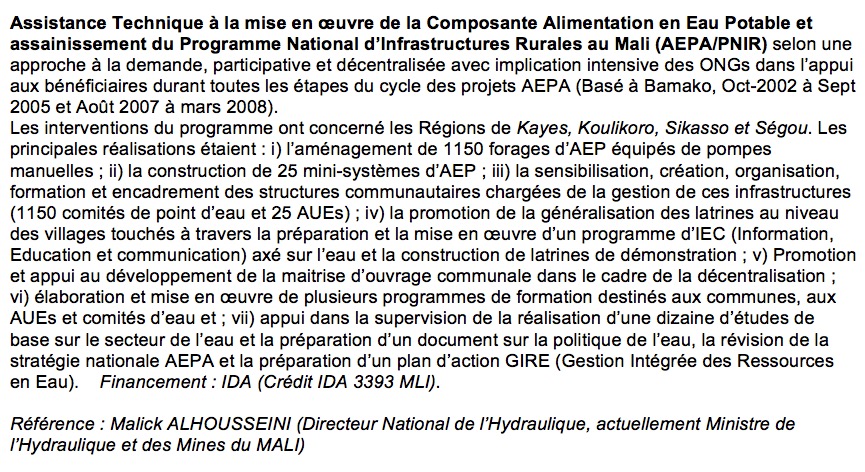 Assistance Technique à la mise en œuvre de la Composante Alimentation en Eau Potable et
assainissement du Programme National d’Infrastructures Rurales au Mali (AEPA/PNIR) selon une
approche à la demande, participative et décentralisée avec implication intensive des ONGs dans l’appui
aux bénéficiaires durant toutes les étapes du cycle des projets AEPA (Basé à Bamako, Oct-2002 à Sept
2005 et Août 2007 à mars 2008).
Les interventions du programme ont concerné les Régions de Kayes, Koulikoro, Sikasso et Ségou. Les
principales réalisations étaient : i) l’aménagement de 1150 forages d’AEP équipés de pompes
manuelles ; ii) la construction de 25 mini-systèmes d’AEP ; iii) la sensibilisation, création, organisation,
formation et encadrement des structures communautaires chargées de la gestion de ces infrastructures
(1150 comités de point d’eau et 25 AUEs) ; iv) la promotion de la généralisation des latrines au niveau
des villages touchés à travers la préparation et la mise en œuvre d’un programme d’IEC (Information,
Education et communication) axé sur l’eau et la construction de latrines de démonstration ; v) Promotion
et appui au développement de la maitrise d’ouvrage communale dans le cadre de la décentralisation ;
vi) élaboration et mise en œuvre de plusieurs programmes de formation destinés aux communes, aux
AUEs et comités d’eau et ; vii) appui dans la supervision de la réalisation d’une dizaine d’études de
base sur le secteur de l’eau et la préparation d’un document sur la politique de l’eau, la révision de la
stratégie nationale AEPA et la préparation d’un plan d’action GIRE (Gestion Intégrée des Ressources
en Eau). Financement : IDA (Crédit IDA 3393 MLI).
Référence : Malick ALHOUSSEINI (Directeur National de l’Hydraulique, actuellement Ministre de
l’Hydraulique et des Mines du MALI)